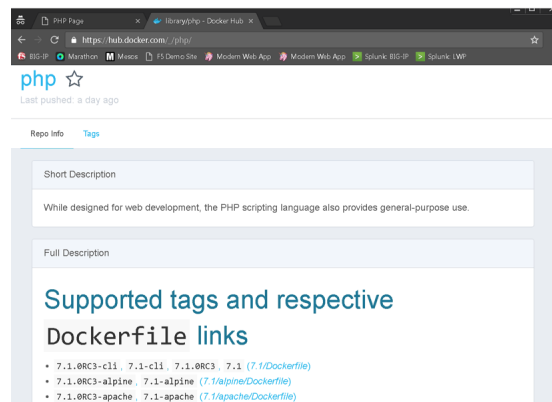 PHP Page
library/php - Docker Hub
https://hub.docker.com/_/php/
BIG-IP Marathon M Mesos F5 Demo Site Modern Web App Modern Web App Splunk: BIG-IP Splunk: LWP
php
Last pushed: a day ago
Repo Info Tags
Short Description
While designed for web development, the PHP scripting language also provides general-purpose use.
Full Description
Supported tags and respective
Dockerfile links
• 7.1.0RC3-cli, 7.1-cli, 7.1.0RC3, 7.1 (7.1/Dockerfile)
• 7.1.0RC3-alpine, 7.1-alpine (7.1/alpine/Dockerfile)
• 7.1.0RC3-apache, 7.1-apache (7.1/apache/Dockerfile)